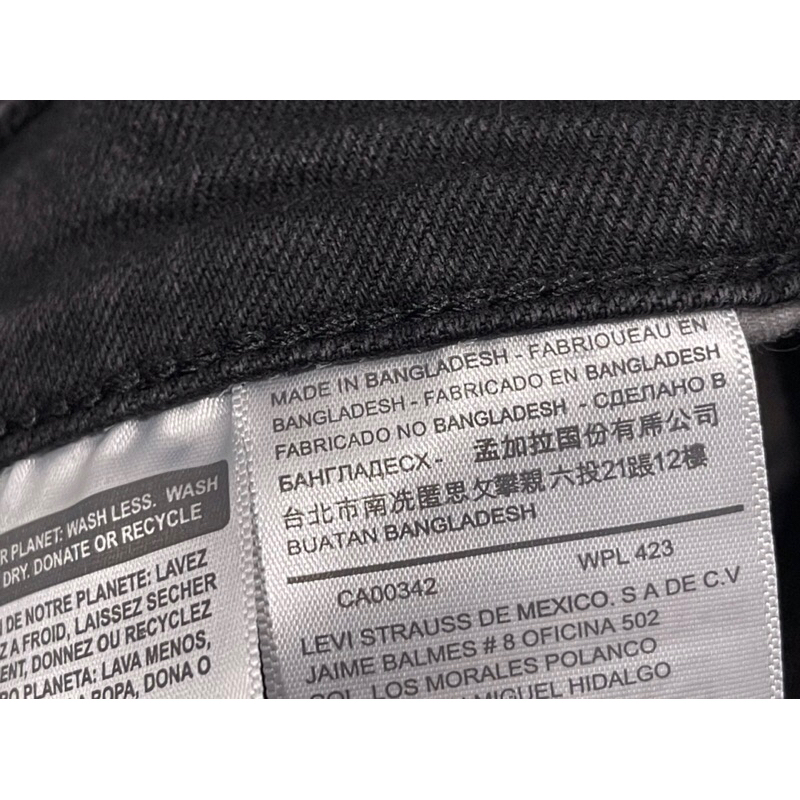 R PLANET: WASH LESS. WASH
DRY. DONATE OR RECYCLE
DE NOTRE PLANETE: LAVEZ
Z A FROID, LAISSEZ SECHER
ENT, DONNEZ OU RECYCLEZ
RO PLANETA: LAVA MENOS,
ROPA, DONA O
MADE IN BANGLADESH - FABRIQUEAU EN
BANGLADESH - FABRICADO EN BANGLADESH
FABRICADO NO BANGLADESH - СДЕЛАНО В
БАНГЛАДЕСХ - 孟加拉国份有限公司
台北市南冼匿思攵攀親六投21跟12樓
BUATAN BANGLADESH
CA00342 WPL 423
LEVI STRAUSS DE MEXICO. S A DE C.V
JAIME BALMES # 8 OFICINA 502
COL. LOS MORALES POLANCO
MIGUEL HIDALGO